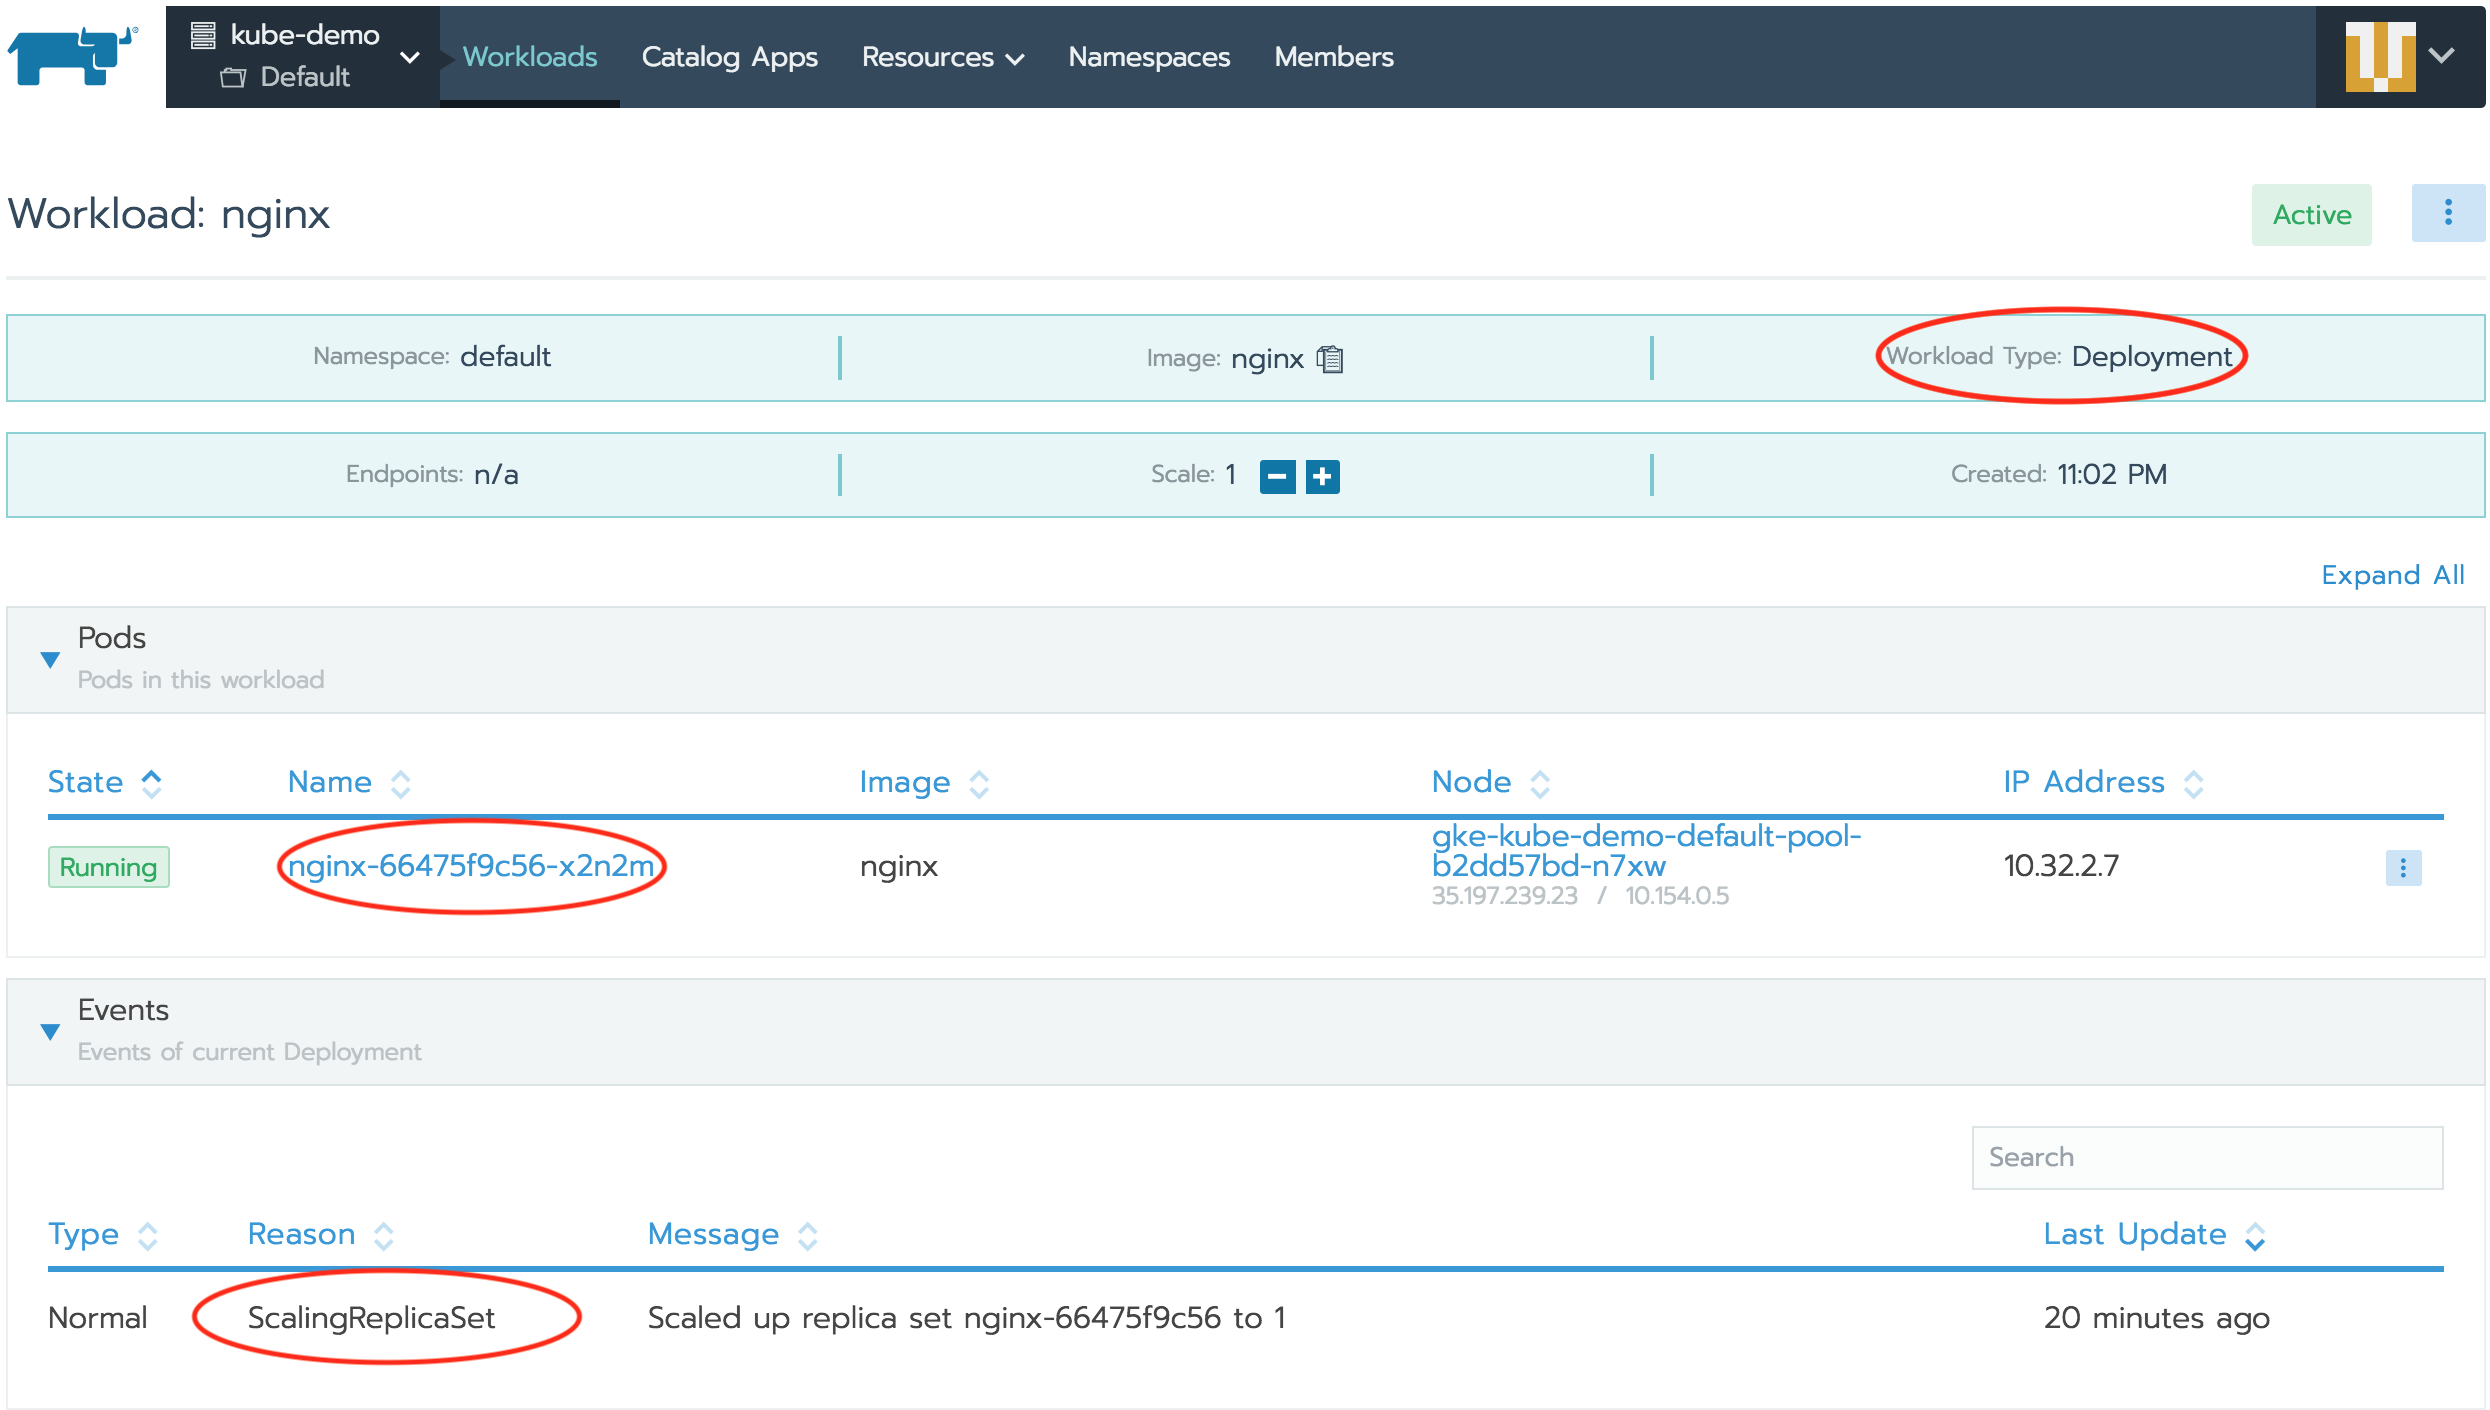 kube-demo
Default
Workloads Catalog Apps Resources Namespaces Members
Workload: nginx
Active
Namespace: default
Image: nginx
Workload Type: Deployment
Endpoints: n/a
Scale: 1
Created: 11:02 PM
Expand All
Pods
Pods in this workload
State Name Image Node IP Address
Running nginx-66475f9c56-x2n2m nginx
gke-kube-demo-default-pool-
b2dd57bd-n7xw
35.197.239.23 / 10.154.0.5
10.32.2.7
Events
Events of current Deployment
Search
Type Reason Message Last Update
Normal ScalingReplicaSet Scaled up replica set nginx-66475f9c56 to 1 20 minutes ago